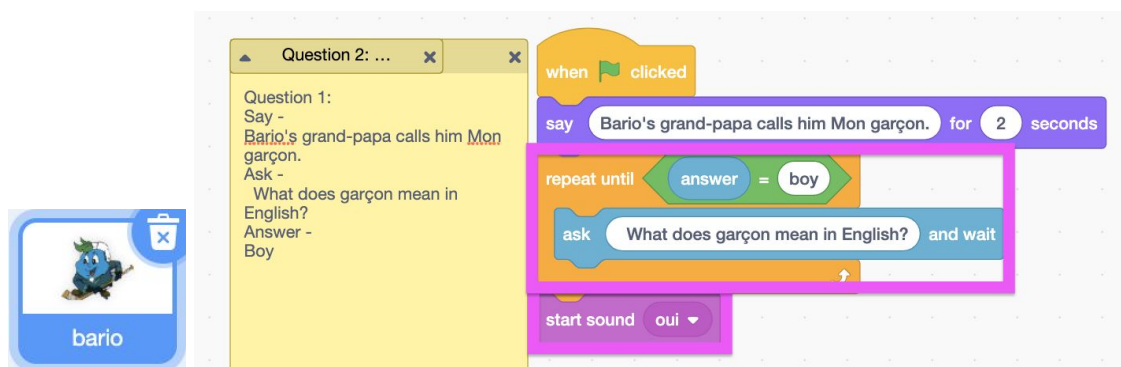 bario
Question 2: ...
Question 1:
Say -
Bario's grand-papa calls him Mon
garçon.
Ask -
What does garçon mean in
English?
Answer -
Boy
when clicked
say Bario's grand-papa calls him Mon garçon. for 2 seconds
repeat until answer = boy
ask What does garçon mean in English? and wait
start sound oui